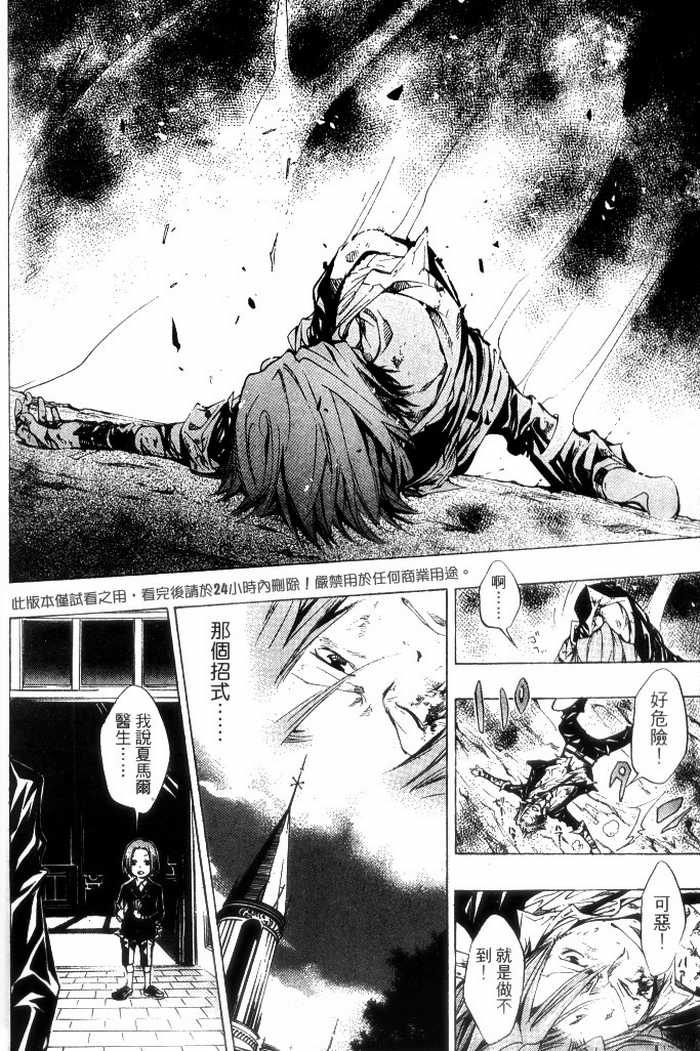 此版本僅試看之用，看完後請於24小時內刪除！嚴禁用於任何商業用途。
啊…
好危險！
可惡！
就是做不
到！
那個招式……
我說夏馬爾
醫生……